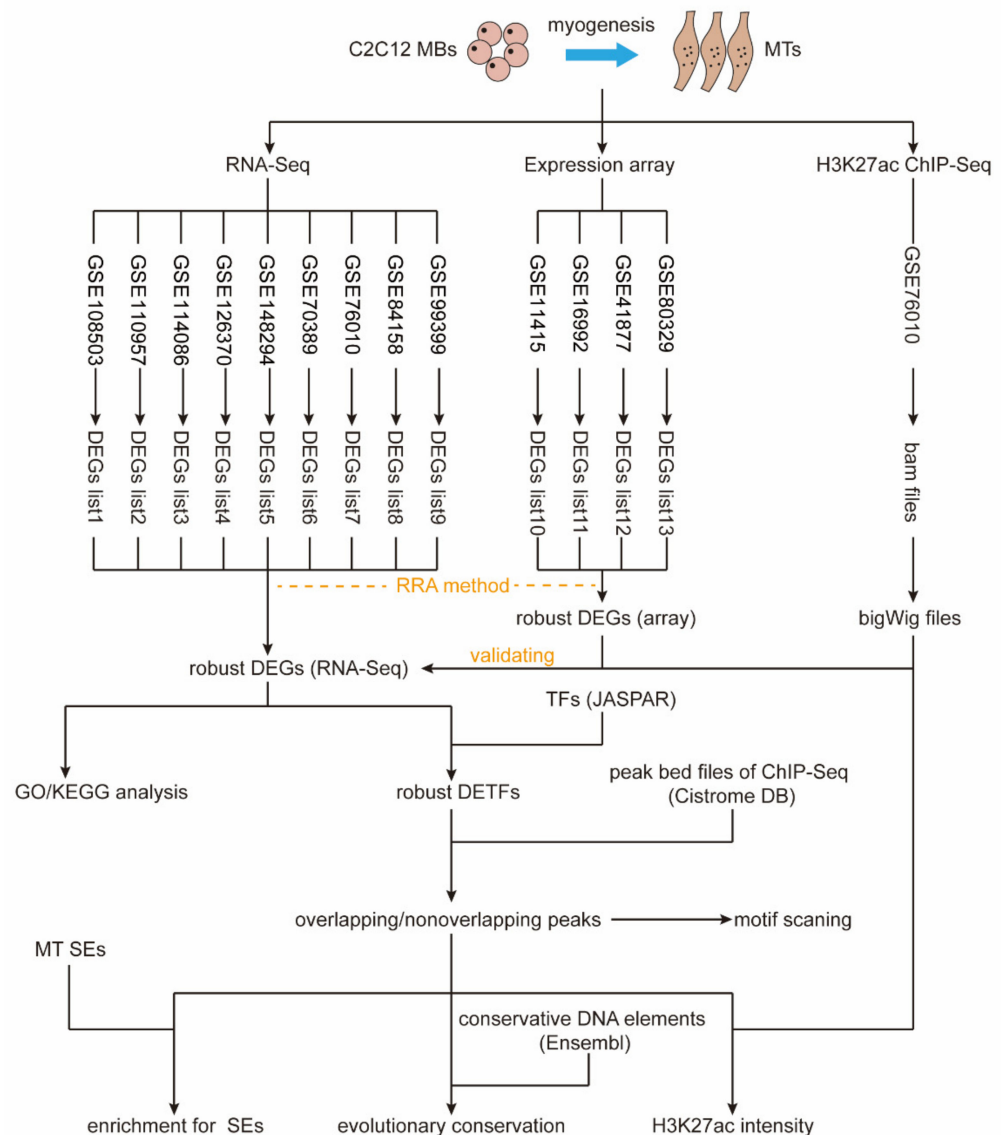 myogenesis
C2C12 MBs
MTs
RNA-Seq
Expression array
H3K27ac ChIP-Seq
GSE108503
GSE110957
GSE114086
GSE126370
GSE148294
GSE70389
GSE76010
GSE84158
GSE99399
GSE11415
GSE16992
GSE41877
GSE80329
GSE76010
DEGs list1
DEGs list2
DEGs list3
DEGs list4
DEGs list5
DEGs list6
DEGs list7
DEGs list8
DEGs list9
DEGs list10
DEGs list11
DEGs list12
DEGs list13
bam files
RRA method
robust DEGs (array)
bigWig files
validating
robust DEGs (RNA-Seq)
TFs (JASPAR)
GO/KEGG analysis
robust DETFs
peak bed files of ChIP-Seq
(Cistrome DB)
overlapping/nonoverlapping peaks
motif scaning
MT SEs
conservative DNA elements
(Ensembl)
enrichment for SEs
evolutionary conservation
H3K27ac intensity